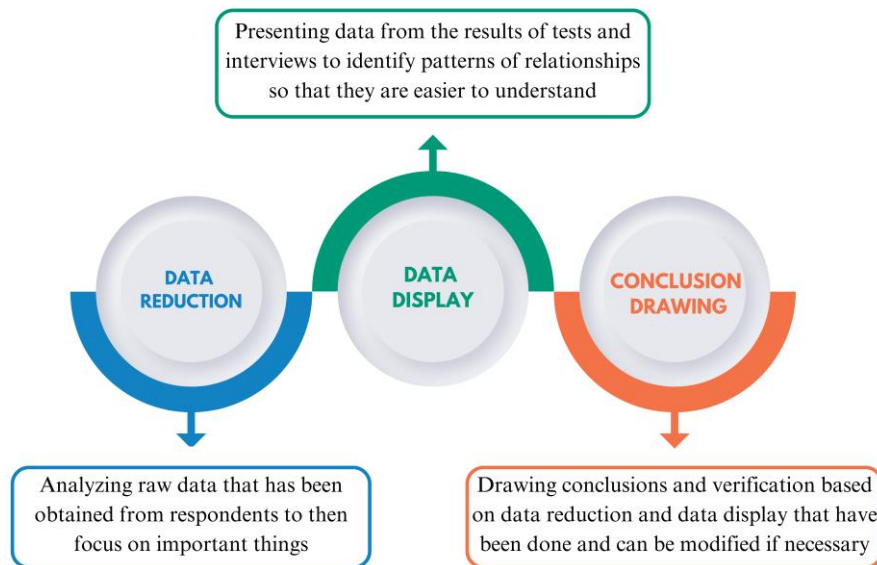 Presenting data from the results of tests and
interviews to identify patterns of relationships
so that they are easier to understand
DATA
REDUCTION
DATA
DISPLAY
CONCLUSION
DRAWING
Analyzing raw data that has been
obtained from respondents to then
focus on important things
Drawing conclusions and verification based
on data reduction and data display that have
been done and can be modified if necessary